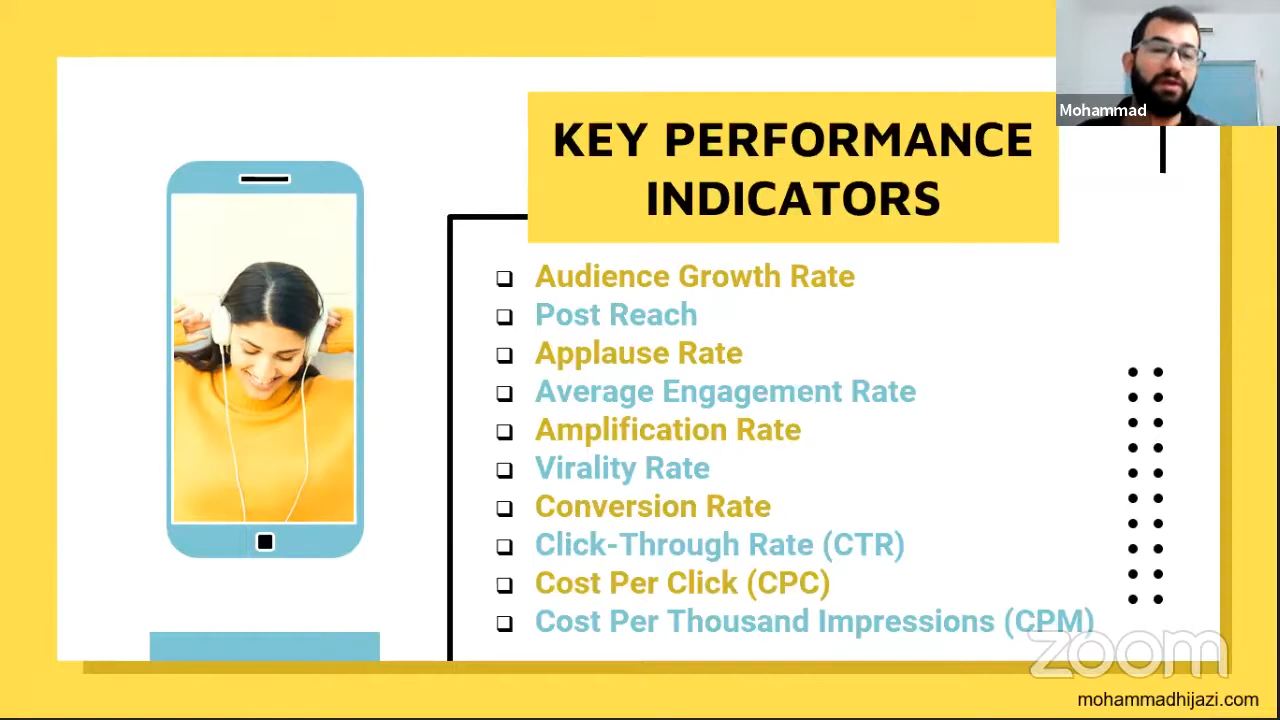 Mohammad
KEY PERFORMANCE
INDICATORS
❑ Audience Growth Rate
❑ Post Reach
❑ Applause Rate
❑ Average Engagement Rate
❑ Amplification Rate
❑ Virality Rate
❑ Conversion Rate
❑ Click-Through Rate (CTR)
❑ Cost Per Click (CPC)
❑ Cost Per Thousand Impressions (CPM)
zoom
mohammadhijazi.com